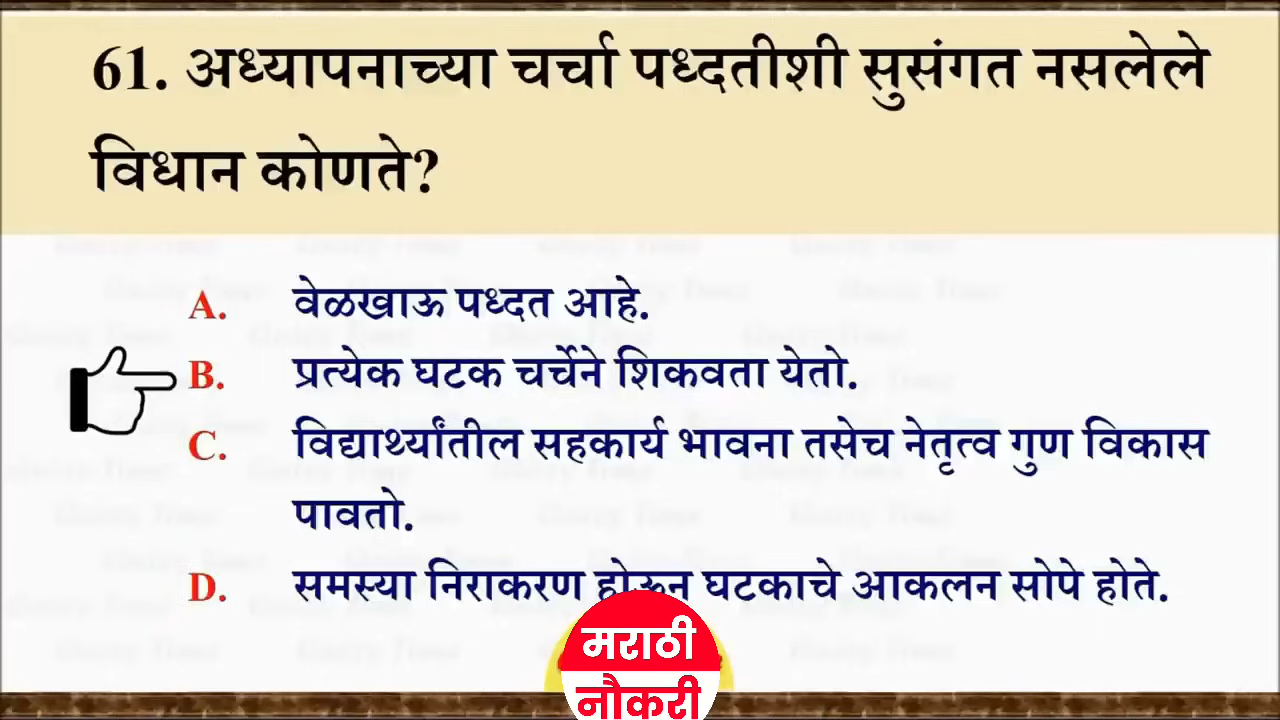 61. अध्यापनाच्या चर्चा पध्दतीशी सुसंगत नसलेले
विधान कोणते?
A. वेळखाऊ पध्दत आहे.
B. प्रत्येक घटक चर्चेने शिकवता येतो.
C. विद्यार्थ्यांतील सहकार्य भावना तसेच नेतृत्व गुण विकास
पावतो.
D. समस्या निराकरण होऊन घटकाचे आकलन सोपे होते.
मराठी
नौकरी